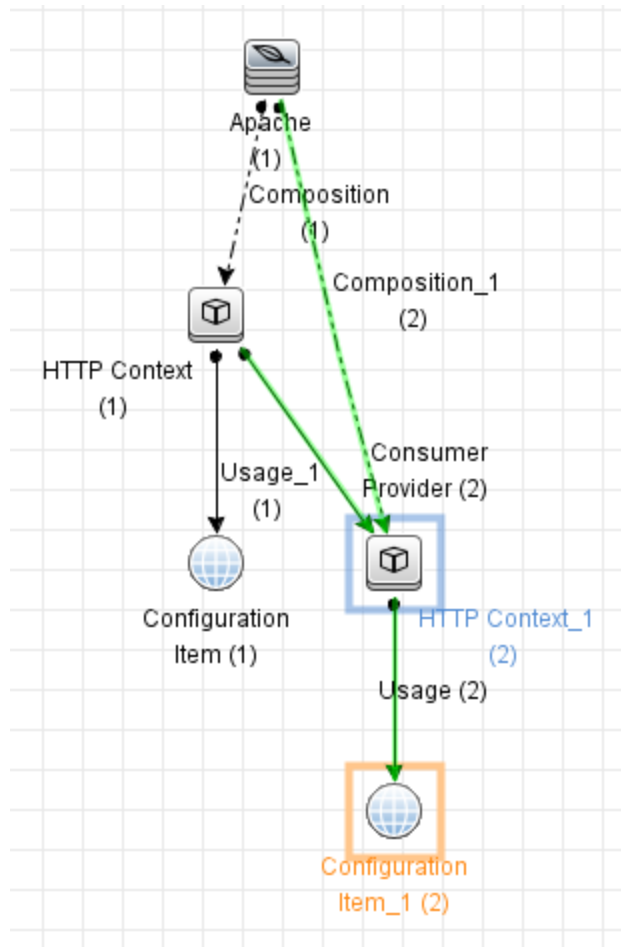 Apache
(1)
Composition
(1)
Composition_1
(2)
HTTP Context
(1)
Consumer
Provider (2)
Usage_1
(1)
Configuration
Item (1)
HTTP Context_1
(2)
Usage (2)
Configuration
Item_1 (2)